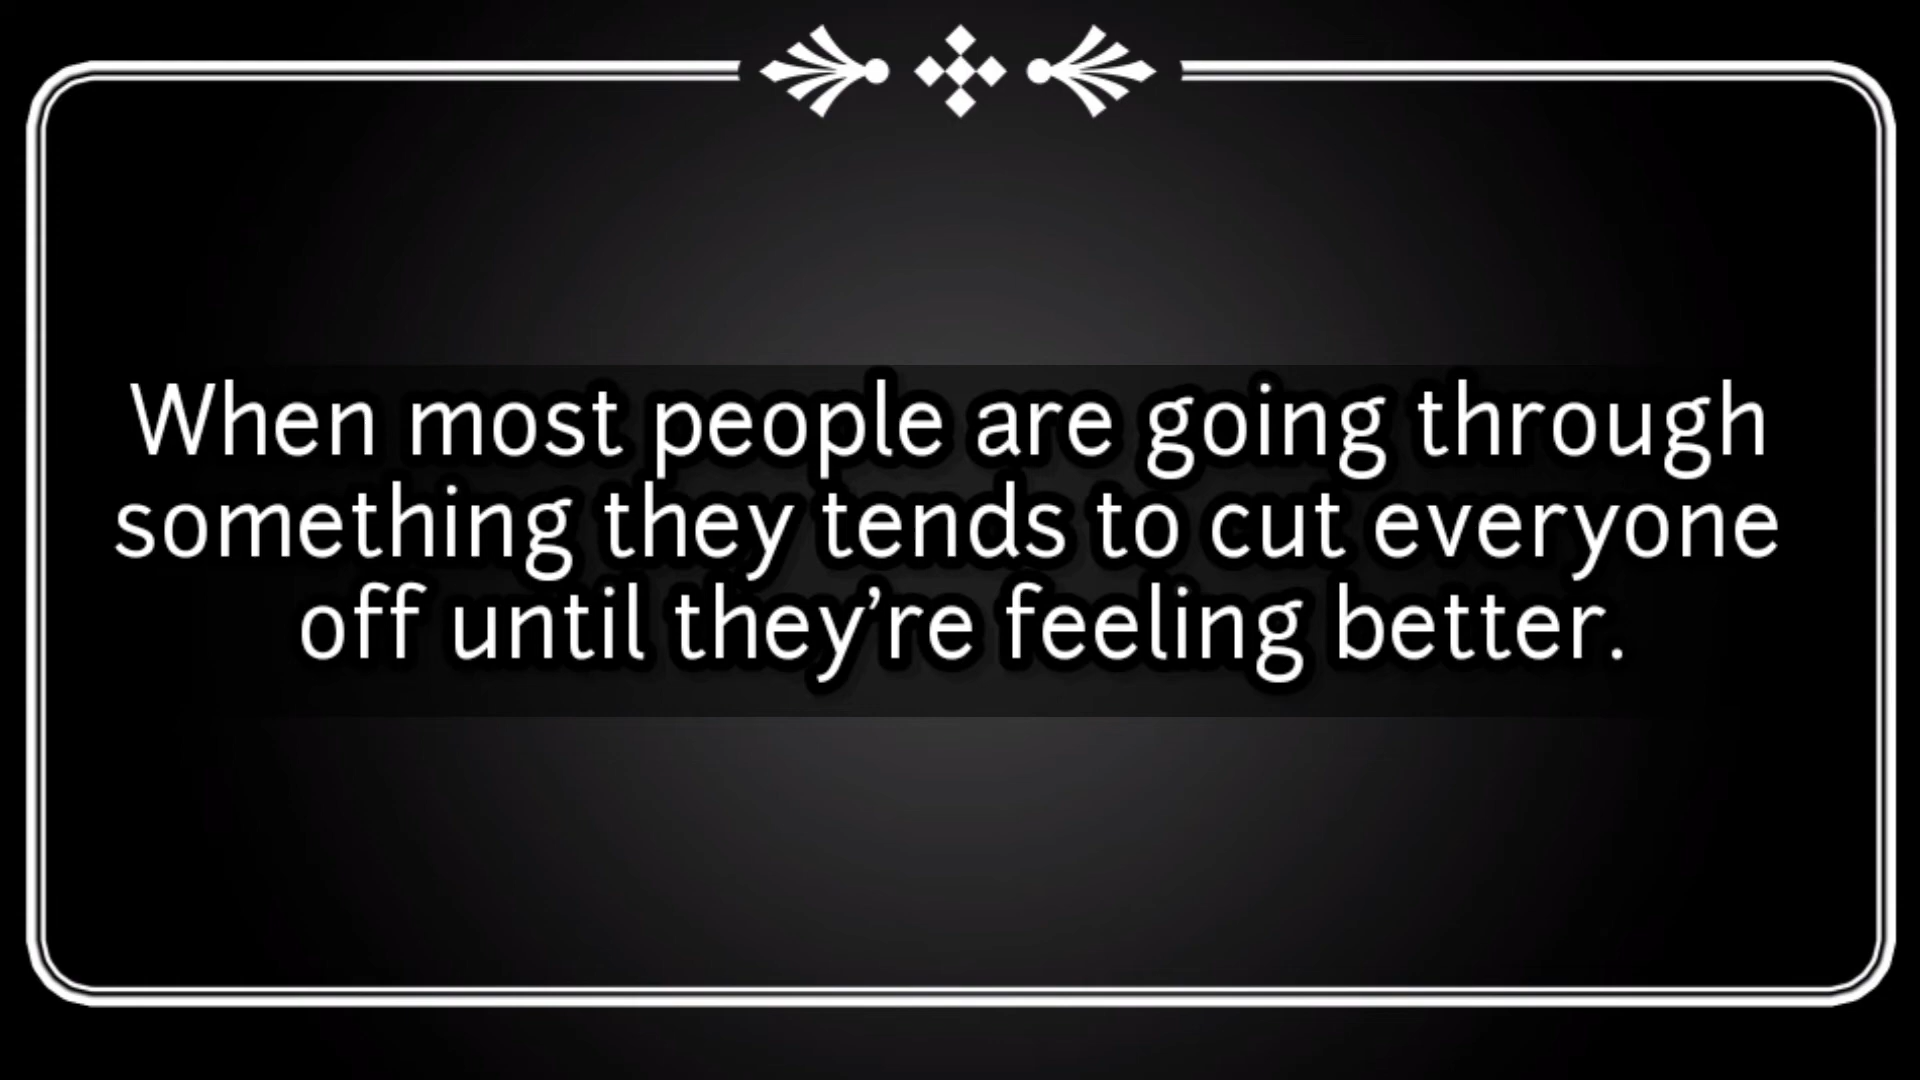 When most people are going through
something they tends to cut everyone
off until they’re feeling better.